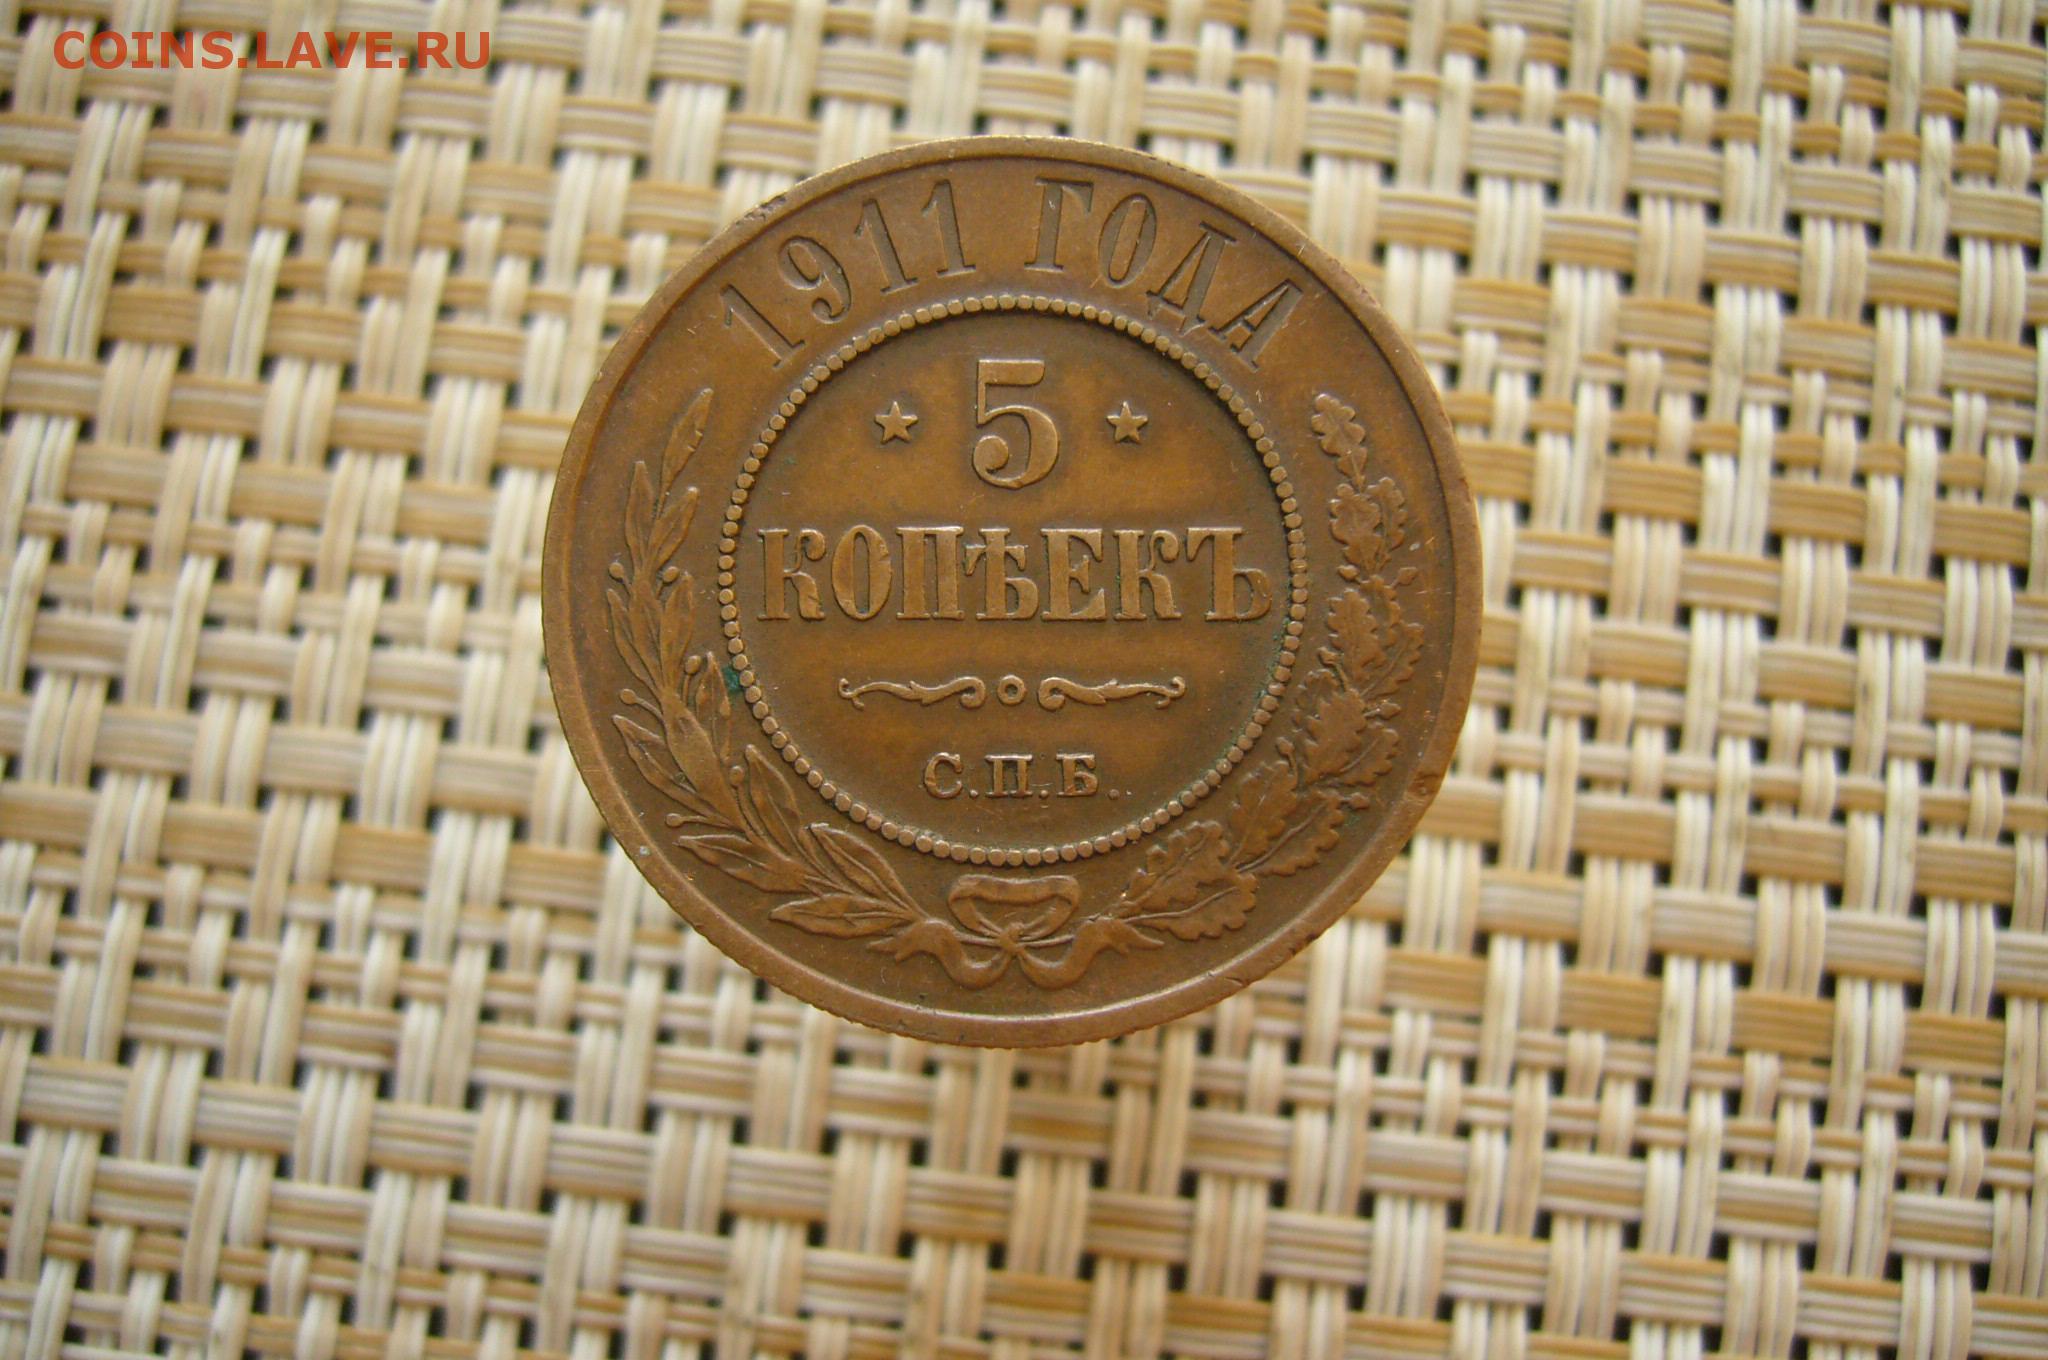 COINS.LAVE.RU
1911 ГОДА
5
КОПѢЕКЪ
С.П.Б.